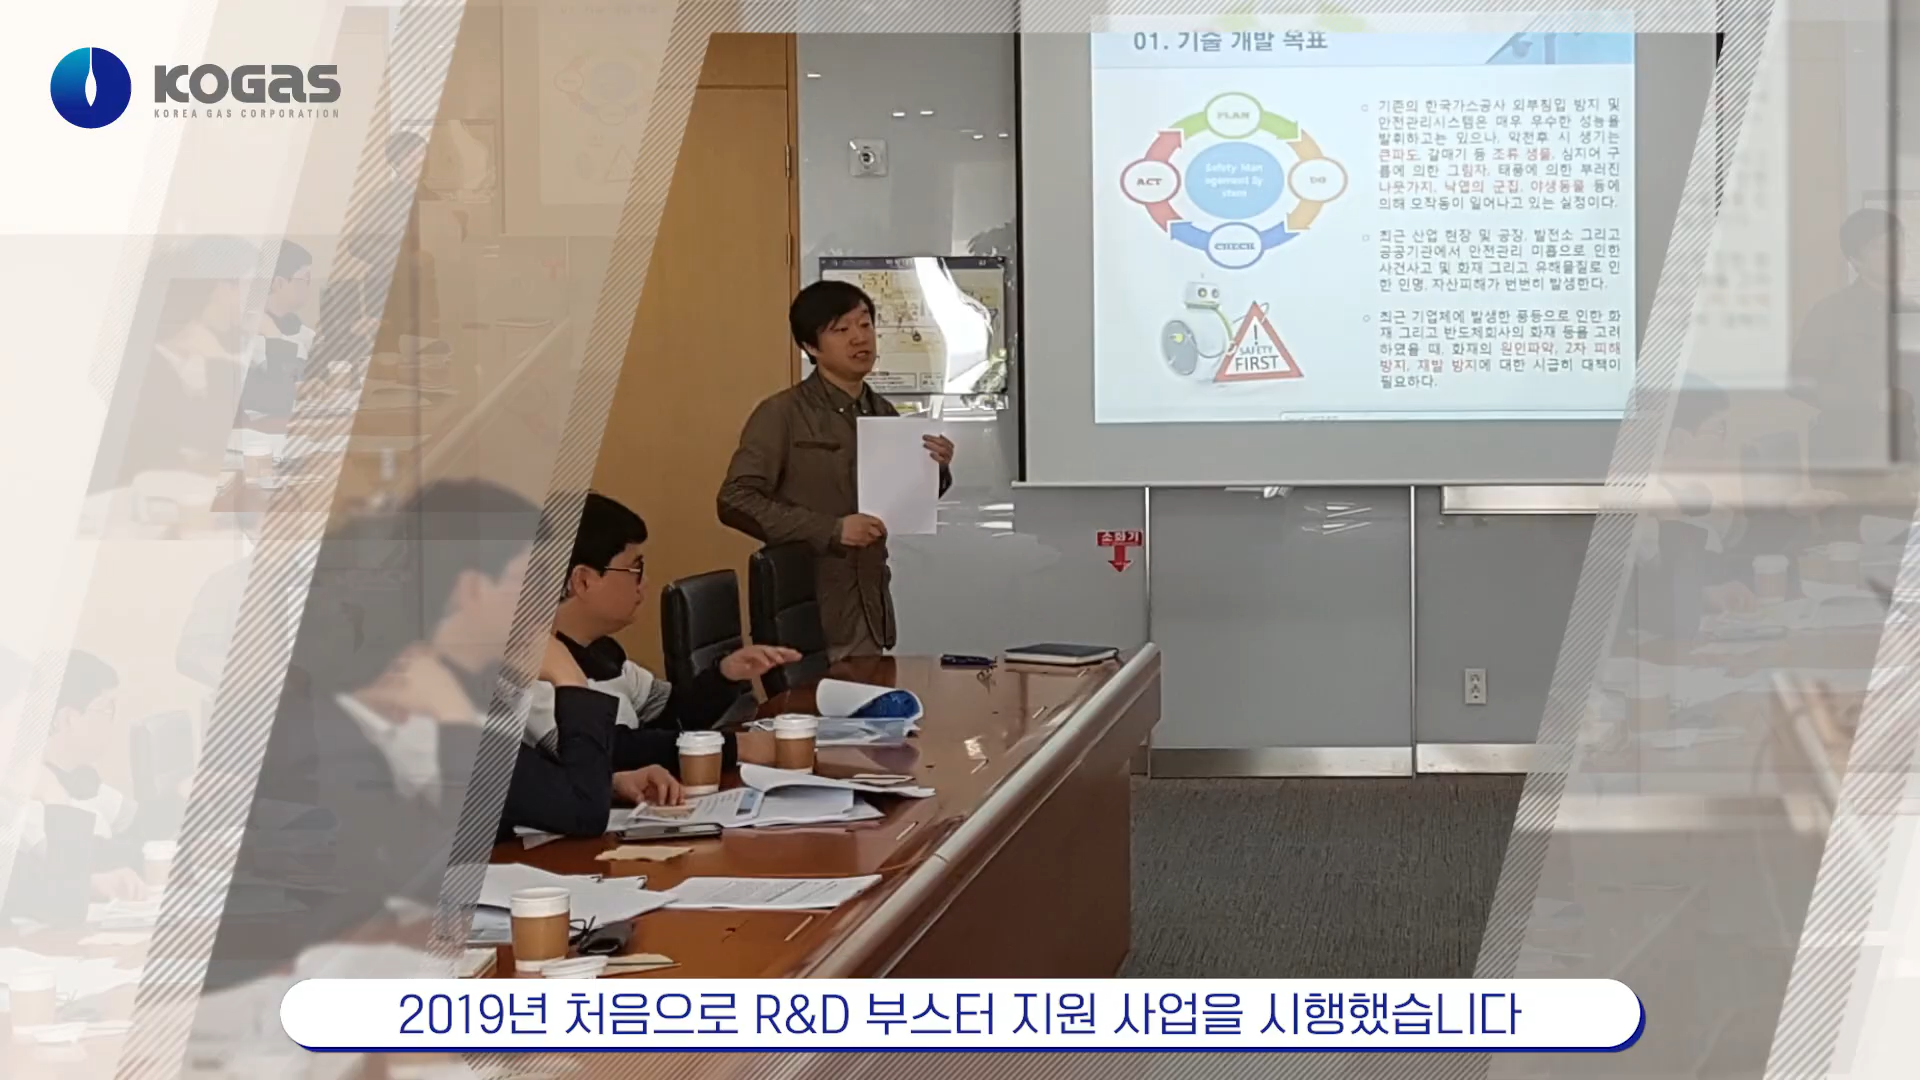 KOGAS
KOREA GAS CORPORATION
01. 기술 개발 목표
PLAN
DO
CHECK
ACT
Safety Man
agement Sy
stem
SAFETY
FIRST
○ 기존의 한국가스공사 외부침입 방지 및
안전관리시스템은 매우 우수한 성능을
발휘하고는 있으나, 악천후 시 생기는
큰파도, 갈매기 등 조류 생물, 심지어 구
름에 의한 그림자, 태풍에 의한 부러진
나뭇가지, 낙엽의 군집, 야생동물 등에
의해 오작동이 일어나고 있는 실정이다.
○ 최근 산업 현장 및 공장, 발전소 그리고
공공기관에서 안전관리 미흡으로 인한
사건사고 및 화재 그리고 유해물질로 인
한 인명, 자산피해가 빈번히 발생한다.
○ 최근 기업체에 발생한 풍등으로 인한 화
재 그리고 반도체회사의 화재 등을 고려
하였을 때, 화재의 원인파악, 2차 피해
방지, 재발 방지에 대한 시급히 대책이
필요하다.
소화기
2019년 처음으로 R&D 부스터 지원 사업을 시행했습니다